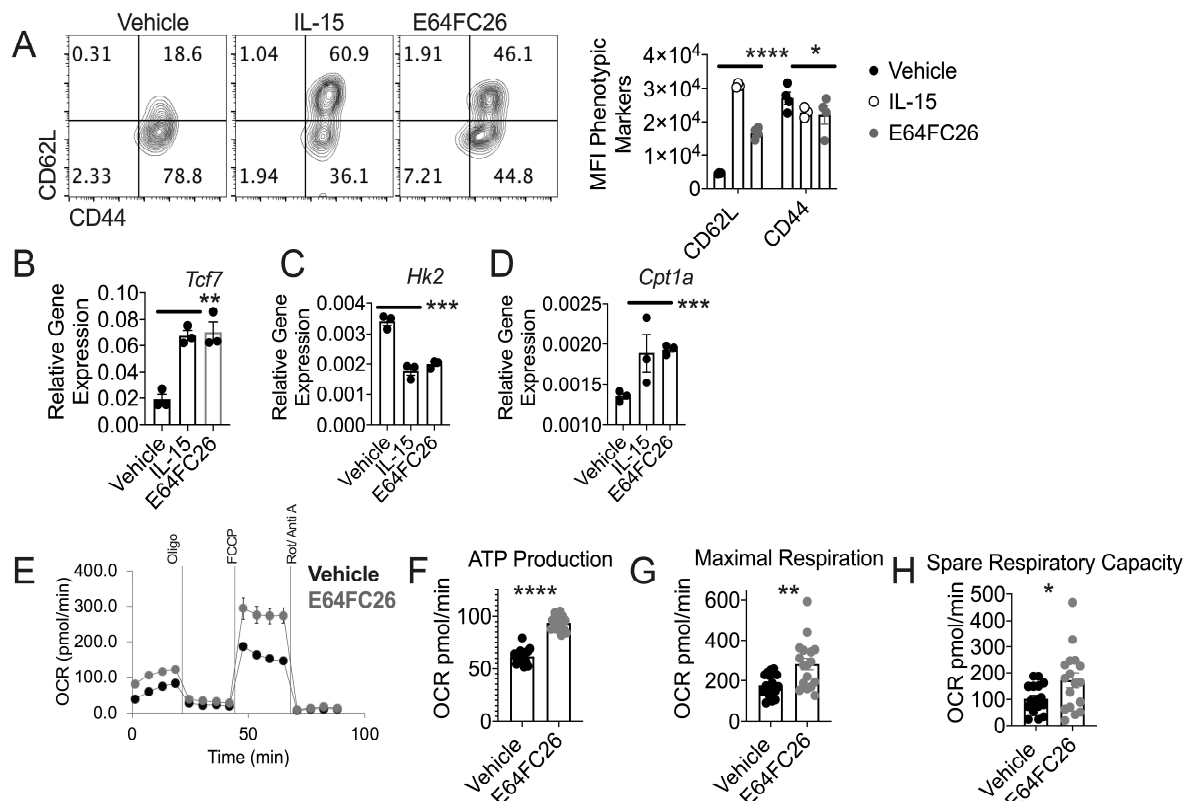 A
Vehicle
IL-15
E64FC26
0.31
18.6
2.33
78.8
1.04
60.9
1.94
36.1
1.91
46.1
7.21
44.8
CD62L
CD44
MFI Phenotypic
Markers
4×10⁴
3×10⁴
2×10⁴
1×10⁴
0
****
*
CD62L
CD44
Vehicle
IL-15
E64FC26
B
Tcf7
**
Relative Gene
Expression
0.10
0.08
0.06
0.04
0.02
0.00
Vehicle
IL-15
E64FC26
C
Hk2
***
Relative Gene
Expression
0.004
0.003
0.002
0.001
0.000
Vehicle
IL-15
E64FC26
D
Cpt1a
***
Relative Gene
Expression
0.0025
0.0020
0.0015
0.0010
Vehicle
IL-15
E64FC26
E
Oligo
FCCP
Rot/ Anti A
Vehicle
E64FC26
OCR (pmol/min)
400.0
300.0
200.0
100.0
0.0
0
50
100
Time (min)
F
ATP Production
****
OCR pmol/min
100
50
0
Vehicle
E64FC26
G
Maximal Respiration
**
OCR pmol/min
600
400
200
0
Vehicle
E64FC26
H
Spare Respiratory Capacity
*
OCR pmol/min
500
400
300
200
100
0
Vehicle
E64FC26